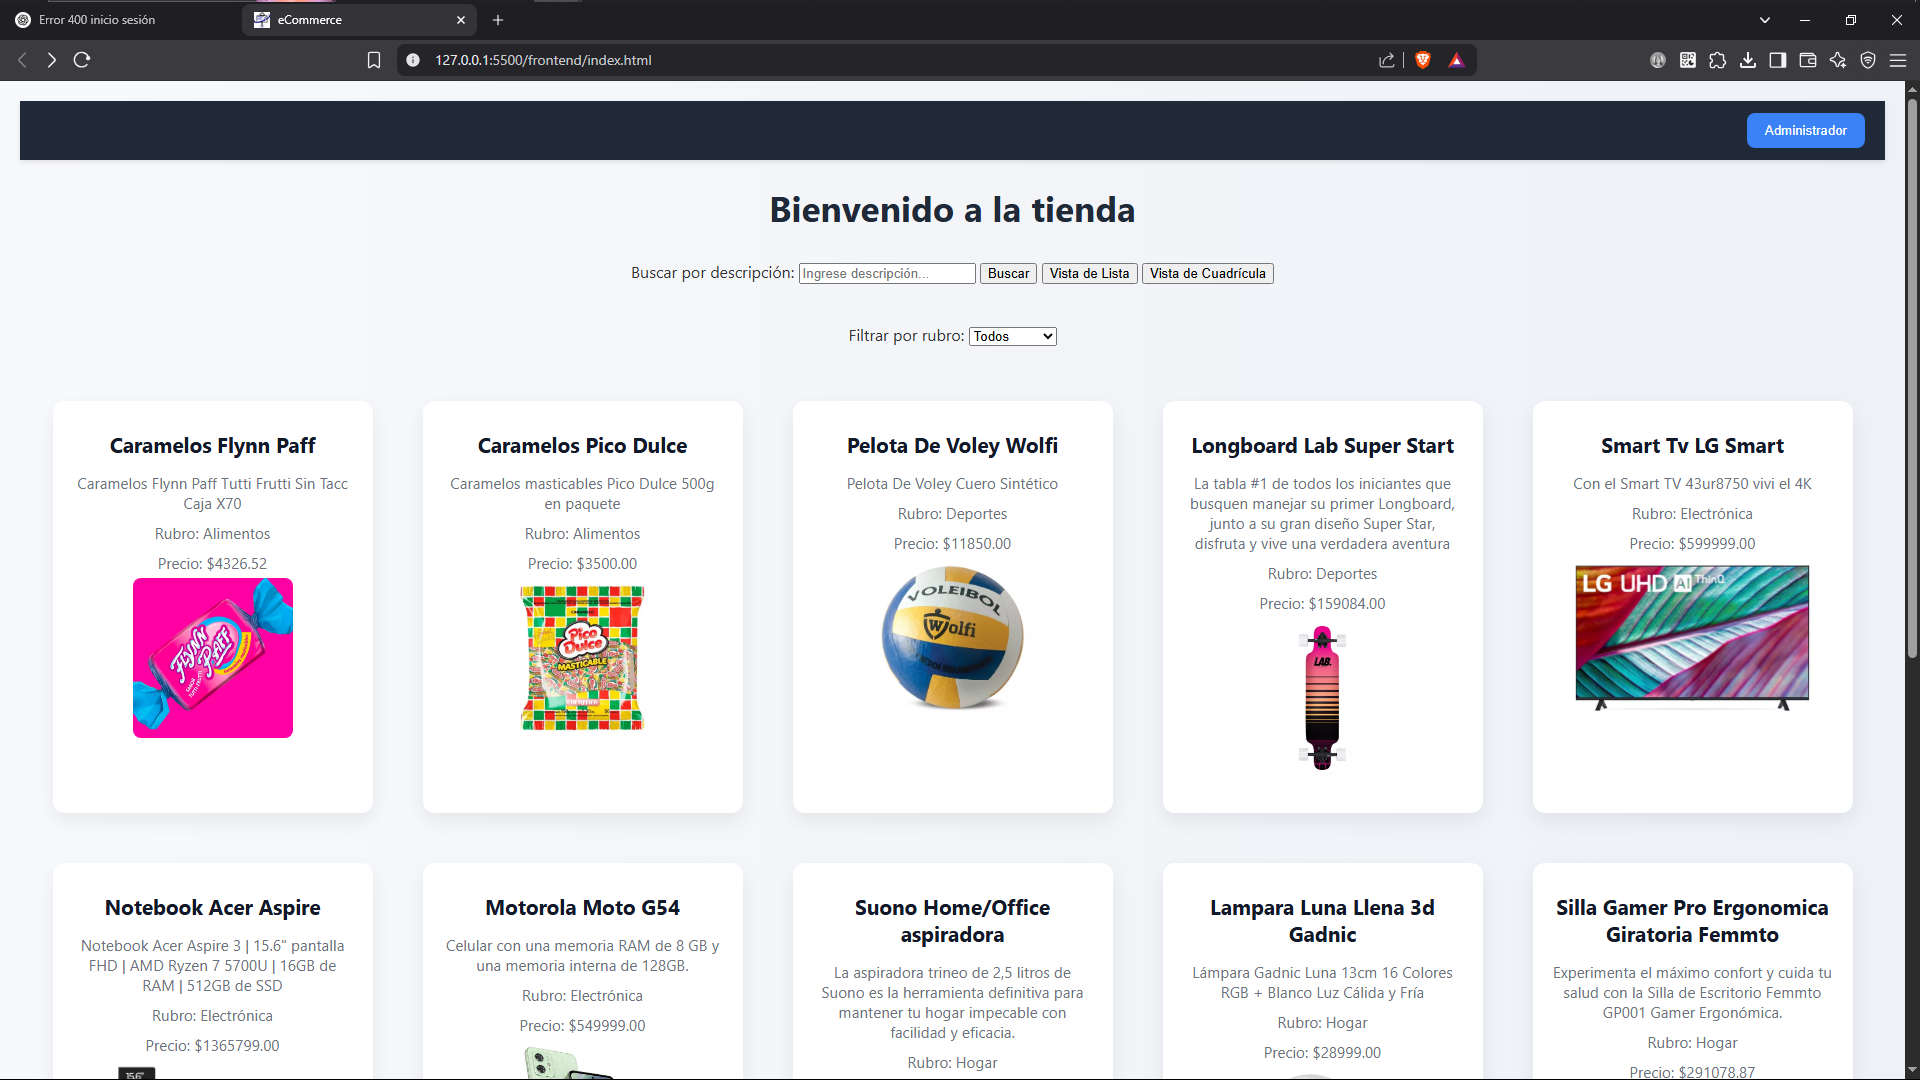 Error 400 inicio sesión
eCommerce
127.0.0.1:5500/frontend/index.html
Administrador
Bienvenido a la tienda
Buscar por descripción: Ingrese descripción... Buscar Vista de Lista Vista de Cuadrícula
Filtrar por rubro: Todos
Caramelos Flynn Paff
Caramelos Flynn Paff Tutti Frutti Sin Tacc
Caja X70
Rubro: Alimentos
Precio: $4326.52
FLYNN
PAFF
Caramelos Pico Dulce
Caramelos masticables Pico Dulce 500g
en paquete
Rubro: Alimentos
Precio: $3500.00
Pico
Dulce
MASTICABLE
Pelota De Voley Wolfi
Pelota De Voley Cuero Sintético
Rubro: Deportes
Precio: $11850.00
VOLEIBOL
Wolfi
Longboard Lab Super Start
La tabla #1 de todos los iniciantes que
busquen manejar su primer Longboard,
junto a su gran diseño Super Star,
disfruta y vive una verdadera aventura
Rubro: Deportes
Precio: $159084.00
LAB.
Smart Tv LG Smart
Con el Smart TV 43ur8750 vivi el 4K
Rubro: Electrónica
Precio: $599999.00
LG UHD AI ThinQ
Notebook Acer Aspire
Notebook Acer Aspire 3 | 15.6" pantalla
FHD | AMD Ryzen 7 5700U | 16GB de
RAM | 512GB de SSD
Rubro: Electrónica
Precio: $1365799.00
15.6"
Motorola Moto G54
Celular con una memoria RAM de 8 GB y
una memoria interna de 128GB.
Rubro: Electrónica
Precio: $549999.00
Suono Home/Office
aspiradora
La aspiradora trineo de 2,5 litros de
Suono es la herramienta definitiva para
mantener tu hogar impecable con
facilidad y eficacia.
Rubro: Hogar
Lampara Luna Llena 3d
Gadnic
Lámpara Gadnic Luna 13cm 16 Colores
RGB + Blanco Luz Cálida y Fría
Rubro: Hogar
Precio: $28999.00
Silla Gamer Pro Ergonomica
Giratoria Femmto
Experimenta el máximo confort y cuida tu
salud con la Silla de Escritorio Femmto
GP001 Gamer Ergonómica.
Rubro: Hogar
Precio: $291078.87